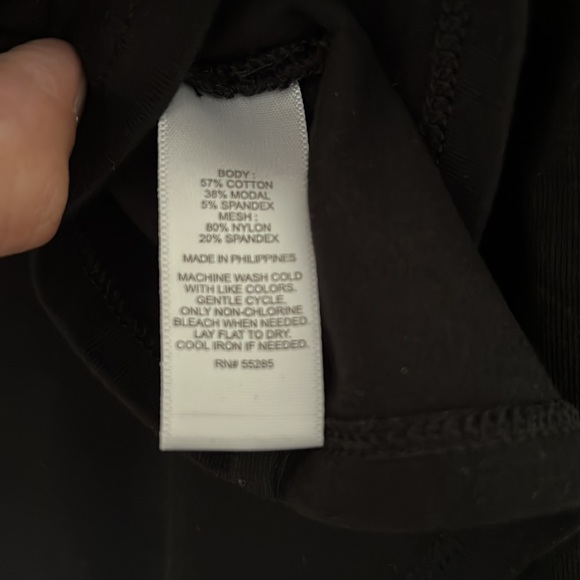 BODY :
57% COTTON
38% MODAL
5% SPANDEX
MESH :
80% NYLON
20% SPANDEX
MADE IN PHILIPPINES
MACHINE WASH COLD
WITH LIKE COLORS.
GENTLE CYCLE.
ONLY NON-CHLORINE
BLEACH WHEN NEEDED.
LAY FLAT TO DRY.
COOL IRON IF NEEDED.
RN# 55285